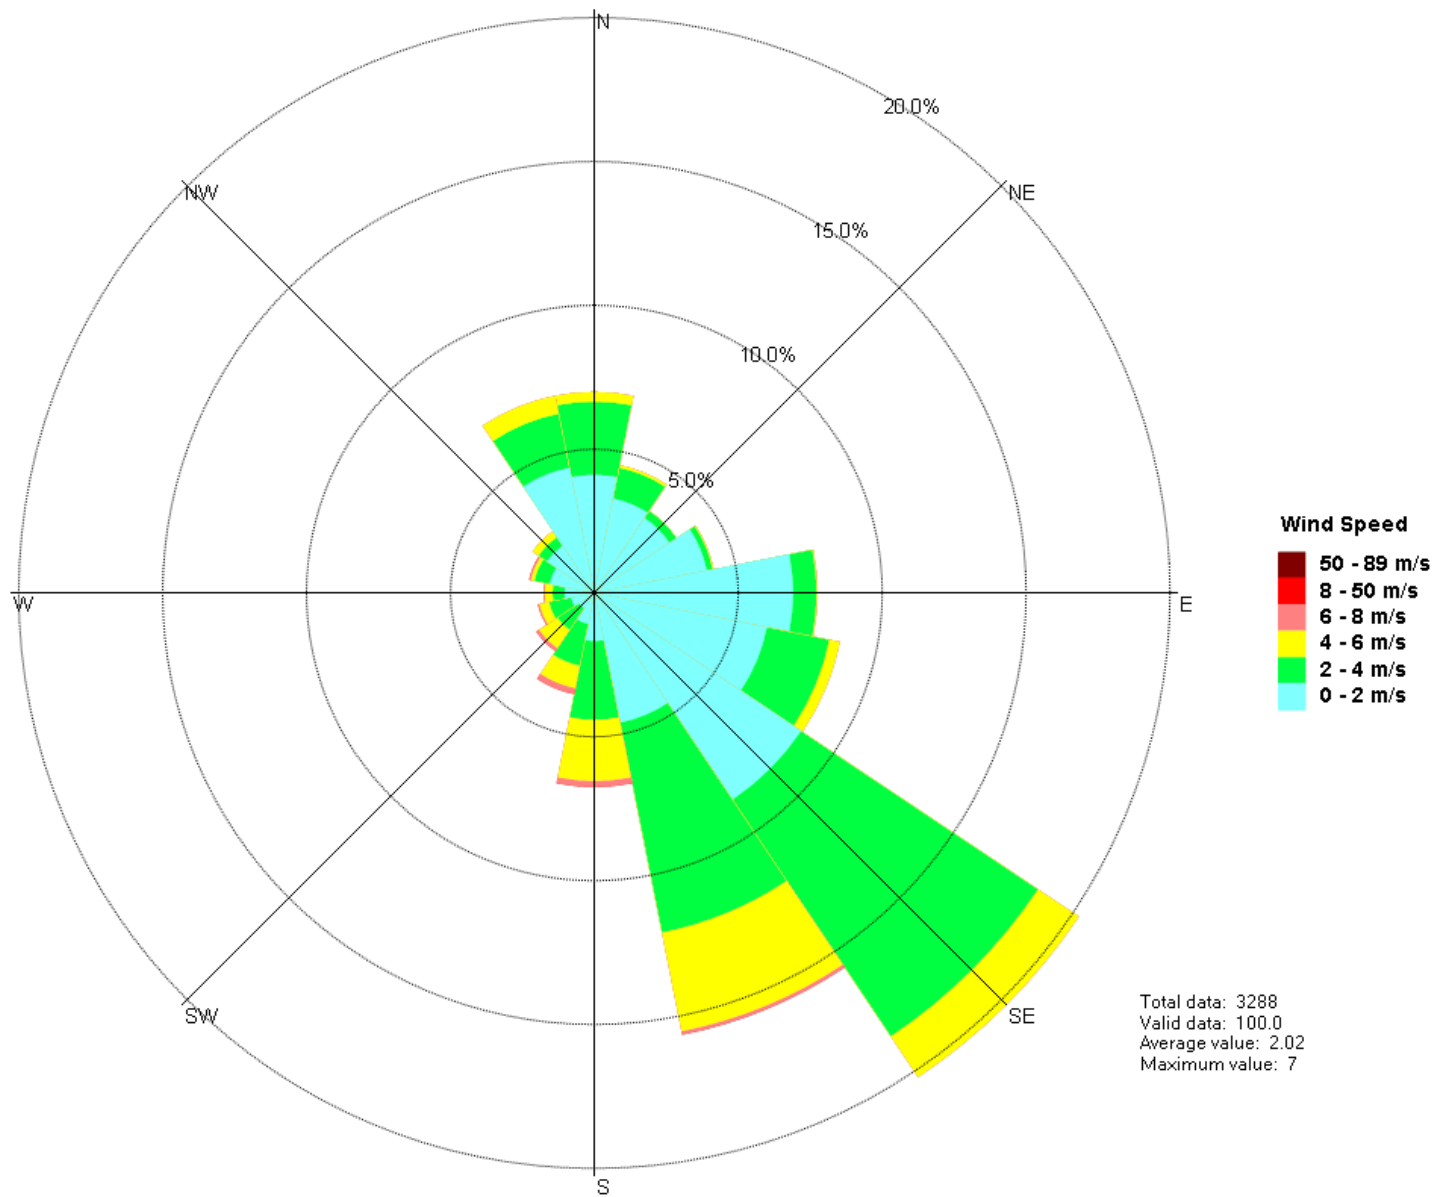 N
20.0%
NW
NE
15.0%
10.0%
5.0%
Wind Speed
50 - 89 m/s
8 - 50 m/s
6 - 8 m/s
4 - 6 m/s
2 - 4 m/s
0 - 2 m/s
W
E
SW
SE
Total data: 3288
Valid data: 100.0
Average value: 2.02
Maximum value: 7
S